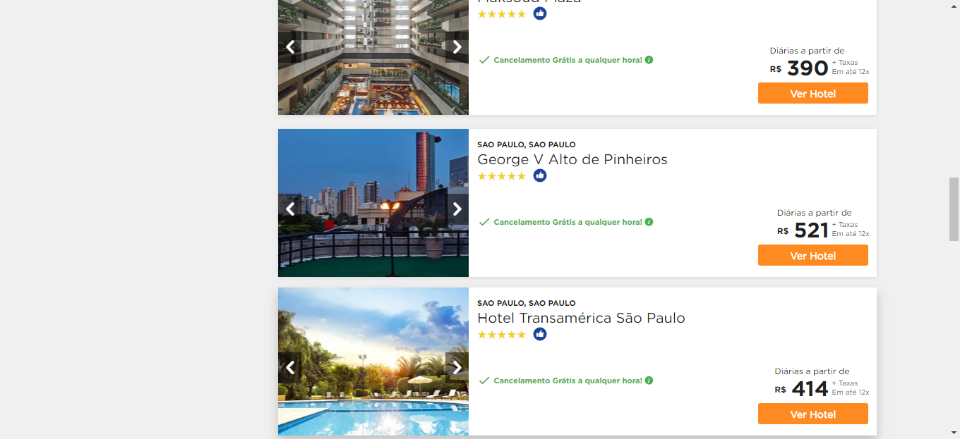 Maksoud Plaza
Cancelamento Grátis a qualquer hora!
Diárias a partir de
R$ 390 + Taxas
Em até 12x
Ver Hotel
SAO PAULO, SAO PAULO
George V Alto de Pinheiros
Cancelamento Grátis a qualquer hora!
Diárias a partir de
R$ 521 + Taxas
Em até 12x
Ver Hotel
SAO PAULO, SAO PAULO
Hotel Transamérica São Paulo
Cancelamento Grátis a qualquer hora!
Diárias a partir de
R$ 414 + Taxas
Em até 12x
Ver Hotel